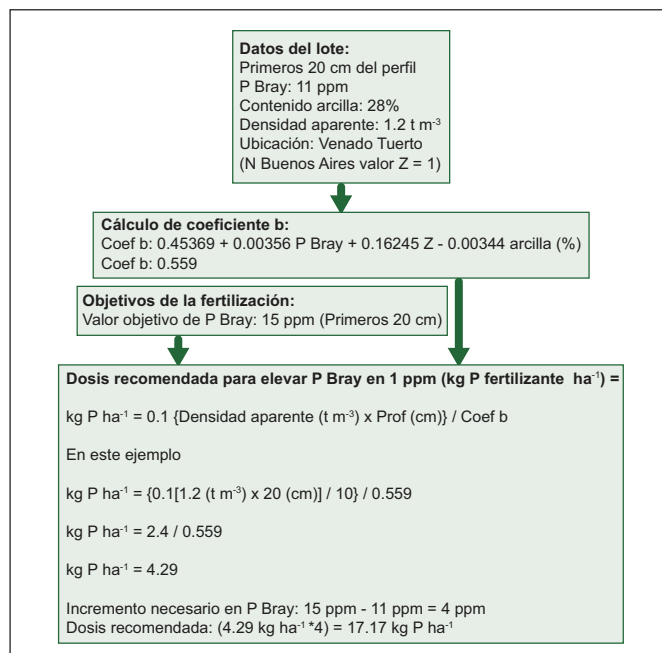 Datos del lote:
Primeros 20 cm del perfil
P Bray: 11 ppm
Contenido arcilla: 28%
Densidad aparente: 1.2 t m⁻³
Ubicación: Venado Tuerto
(N Buenos Aires valor Z = 1)
Cálculo de coeficiente b:
Coef b: 0.45369 + 0.00356 P Bray + 0.16245 Z - 0.00344 arcilla (%)
Coef b: 0.559
Objetivos de la fertilización:
Valor objetivo de P Bray: 15 ppm (Primeros 20 cm)
Dosis recomendada para elevar P Bray en 1 ppm (kg P fertilizante ha⁻¹) =
kg P ha⁻¹ = 0.1 {Densidad aparente (t m⁻³) x Prof (cm)} / Coef b
En este ejemplo
kg P ha⁻¹ = {0.1[1.2 (t m⁻³) x 20 (cm)] / 10} / 0.559
kg P ha⁻¹ = 2.4 / 0.559
kg P ha⁻¹ = 4.29
Incremento necesario en P Bray: 15 ppm - 11 ppm = 4 ppm
Dosis recomendada: (4.29 kg ha⁻¹ *4) = 17.17 kg P ha⁻¹